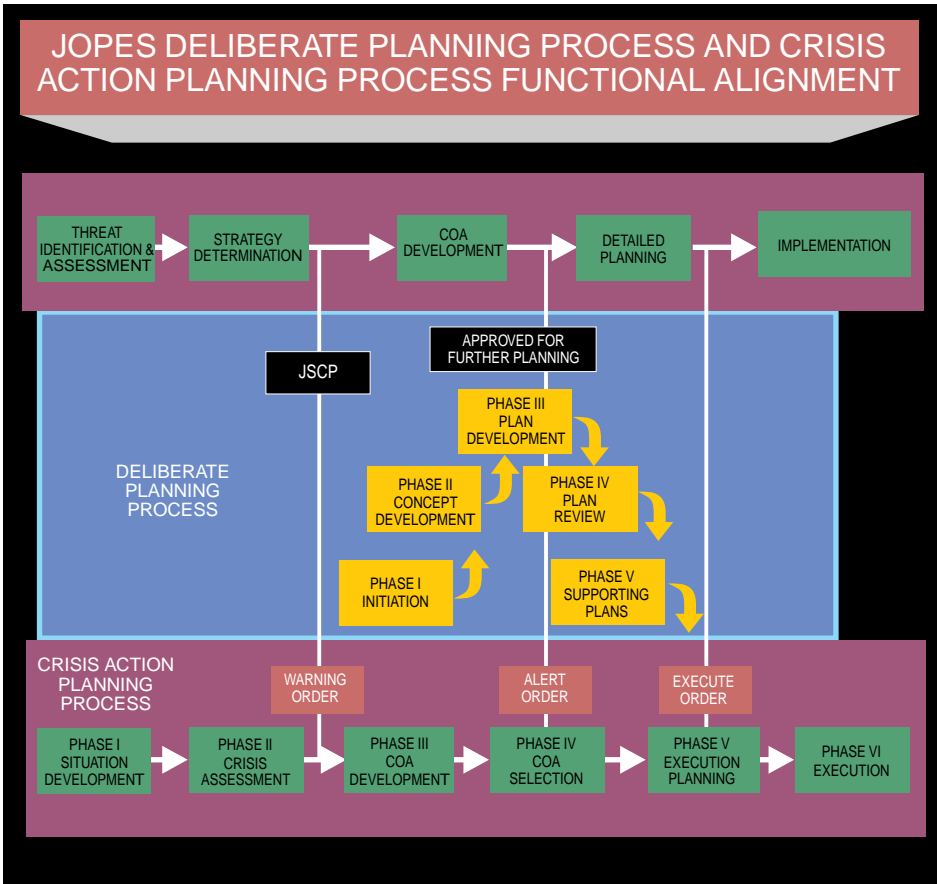 JOPES DELIBERATE PLANNING PROCESS AND CRISIS
ACTION PLANNING PROCESS FUNCTIONAL ALIGNMENT
THREAT
IDENTIFICATION &
ASSESSMENT
STRATEGY
DETERMINATION
COA
DEVELOPMENT
DETAILED
PLANNING
IMPLEMENTATION
JSCP
APPROVED FOR
FURTHER PLANNING
DELIBERATE
PLANNING
PROCESS
PHASE I
INITIATION
PHASE II
CONCEPT
DEVELOPMENT
PHASE III
PLAN
DEVELOPMENT
PHASE IV
PLAN
REVIEW
PHASE V
SUPPORTING
PLANS
CRISIS ACTION
PLANNING
PROCESS
WARNING
ORDER
ALERT
ORDER
EXECUTE
ORDER
PHASE I
SITUATION
DEVELOPMENT
PHASE II
CRISIS
ASSESSMENT
PHASE III
COA
DEVELOPMENT
PHASE IV
COA
SELECTION
PHASE V
EXECUTION
PLANNING
PHASE VI
EXECUTION